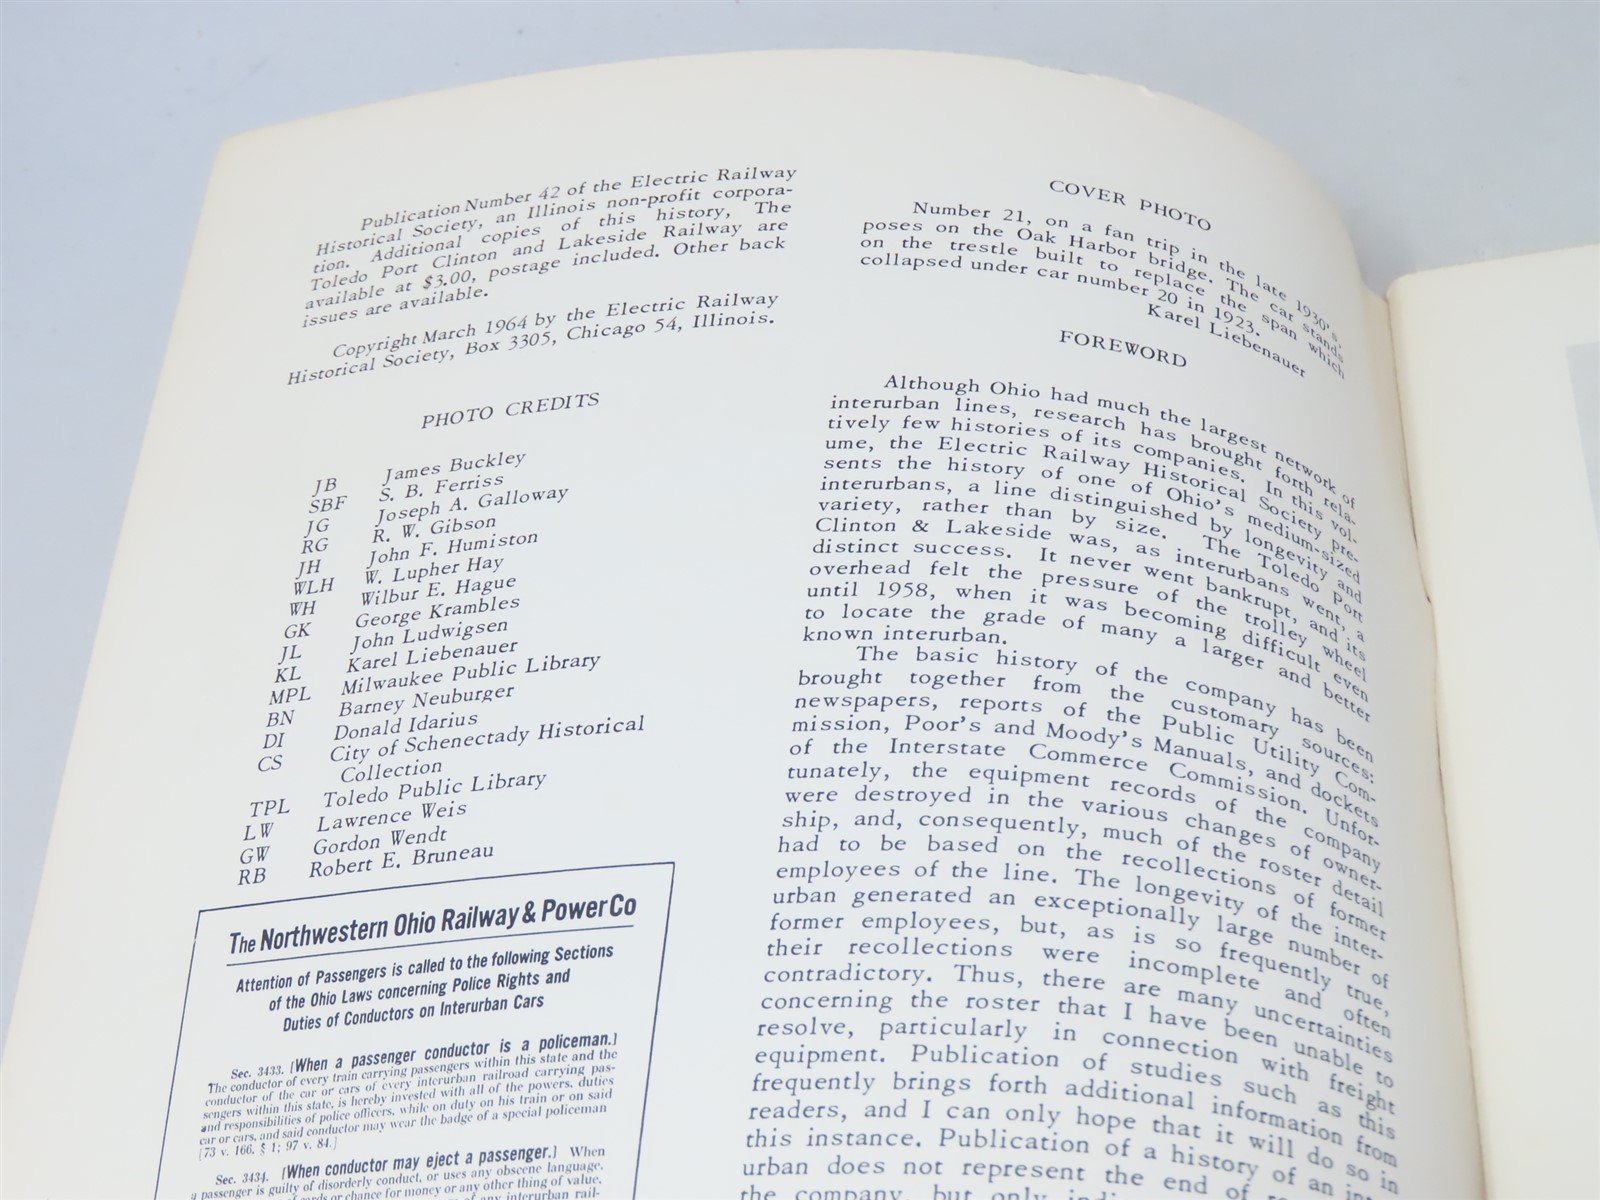 Publication Number 42 of the Electric Railway
Historical Society, an Illinois non-profit corpora-
tion. Additional copies of this history, The
Toledo Port Clinton and Lakeside Railway are
available at $3.00, postage included. Other back
issues are available.
Copyright March 1964 by the Electric Railway
Historical Society, Box 3305, Chicago 54, Illinois.
PHOTO CREDITS
JB James Buckley
SBF S. B. Ferriss
JG Joseph A. Galloway
RG R. W. Gibson
JH John F. Humiston
WLH W. Lupher Hay
WH Wilbur E. Hague
GK George Krambles
JL John Ludwigsen
KL Karel Liebenauer
MPL Milwaukee Public Library
BN Barney Neuburger
DI Donald Idarius
CS City of Schenectady Historical
Collection
TPL Toledo Public Library
LW Lawrence Weis
GW Gordon Wendt
RB Robert E. Bruneau
The Northwestern Ohio Railway & Power Co
Attention of Passengers is called to the following Sections
of the Ohio Laws concerning Police Rights and
Duties of Conductors on Interurban Cars
Sec. 3433. [When a passenger conductor is a policeman.]
The conductor of every train carrying passengers within this state and the
conductor of the car or cars of every interurban railroad carrying pas-
sengers within this state, is hereby invested with all of the powers, duties
and responsibilities of police officers, while on duty on his train or on said
car or cars, and said conductor may wear the badge of a special policeman
[73 v. 166, § 1; 97 v. 84.]
Sec. 3434. [When conductor may eject a passenger.] When
a passenger is guilty of disorderly conduct, or uses any obscene language,
or chance for money or any other thing of value,
any interurban rail-
COVER PHOTO
Number 21, on a fan trip in the late 1930's,
poses on the Oak Harbor bridge. The car stands
on the trestle built to replace the span which
collapsed under car number 20 in 1923.
Karel Liebenauer
FOREWORD
Although Ohio had much the largest network of
interurban lines, research has brought forth rela-
tively few histories of its companies. In this vol-
ume, the Electric Railway Historical Society pre-
sents the history of one of Ohio's medium-sized
interurbans, a line distinguished by longevity and
variety, rather than by size. The Toledo Port
Clinton & Lakeside was, as interurbans went, a
distinct success. It never went bankrupt, and its
overhead felt the pressure of the trolley wheel
until 1958, when it was becoming difficult even
to locate the grade of many a larger and better
known interurban.
The basic history of the company has been
brought together from the customary sources:
newspapers, reports of the Public Utility Com-
mission, Poor's and Moody's Manuals, and dockets
of the Interstate Commerce Commission. Unfor-
tunately, the equipment records of the company
were destroyed in the various changes of owner-
ship, and, consequently, much of the roster detail
had to be based on the recollections of former
employees of the line. The longevity of the inter-
urban generated an exceptionally large number of
former employees, but, as is so frequently true,
their recollections were incomplete and often
contradictory. Thus, there are many uncertainties
concerning the roster that I have been unable to
resolve, particularly in connection with freight
equipment. Publication of studies such as this
frequently brings forth additional information from
readers, and I can only hope that it will do so in
this instance. Publication of a history of an inter-
urban does not represent the end of
the company, but only